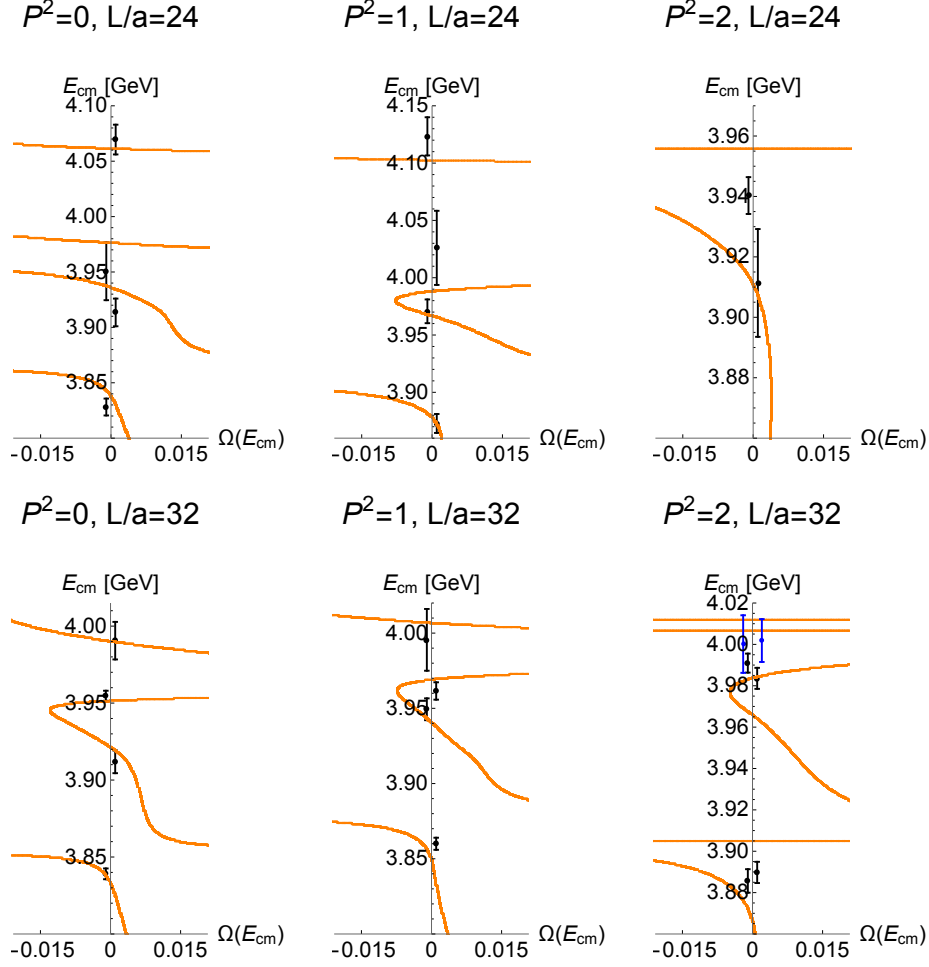 P²=0, L/a=24
P²=1, L/a=24
P²=2, L/a=24
E_cm [GeV]
4.10
4.05
4.00
3.95
3.90
3.85
-0.015 0 0.015 Ω(E_cm)
E_cm [GeV]
4.15
4.10
4.05
4.00
3.95
3.90
-0.015 0 0.015 Ω(E_cm)
E_cm [GeV]
3.96
3.94
3.92
3.90
3.88
-0.015 0 0.015 Ω(E_cm)
P²=0, L/a=32
P²=1, L/a=32
P²=2, L/a=32
E_cm [GeV]
4.00
3.95
3.90
3.85
-0.015 0 0.015 Ω(E_cm)
E_cm [GeV]
4.00
3.95
3.90
3.85
-0.015 0 0.015 Ω(E_cm)
E_cm [GeV]
4.02
4.00
3.98
3.96
3.94
3.92
3.90
3.88
-0.015 0 0.015 Ω(E_cm)